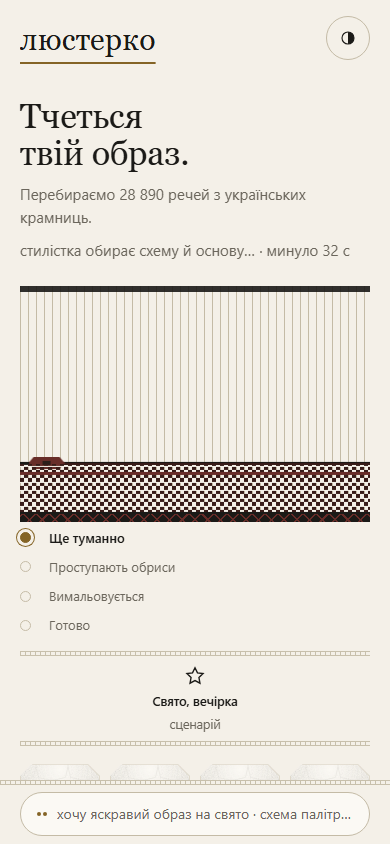 люстерко
Тчеться
твій образ.
Перебираємо 28 890 речей з українських
крамниць.
стилістка обирає схему й основу… · минуло 32 с
Ще туманно
Проступають обриси
Вимальовується
Готово
Свято, вечірка
сценарій
хочу яскравий образ на свято · схема палітр…